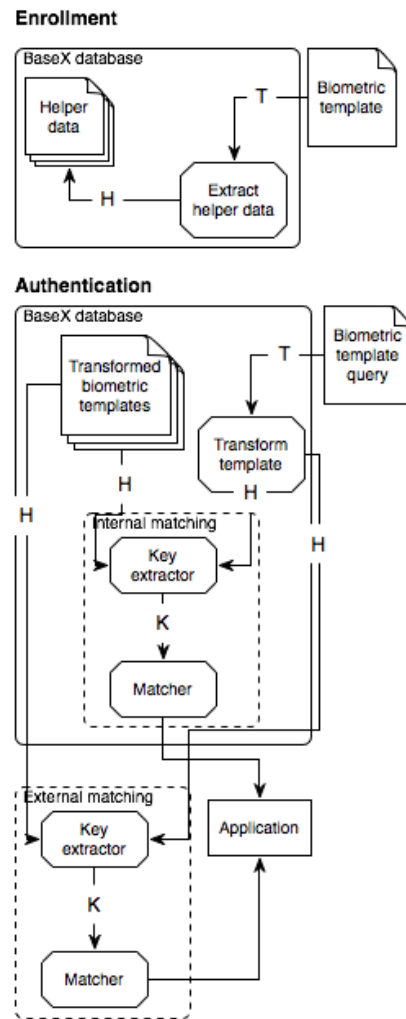 Enrollment
BaseX database
Helper
data
T
Biometric
template
H
Extract
helper data
Authentication
BaseX database
Transformed
biometric
templates
T
Biometric
template
query
Transform
template
H
H
H
H
Internal matching
Key
extractor
K
Matcher
External matching
Key
extractor
Application
K
Matcher